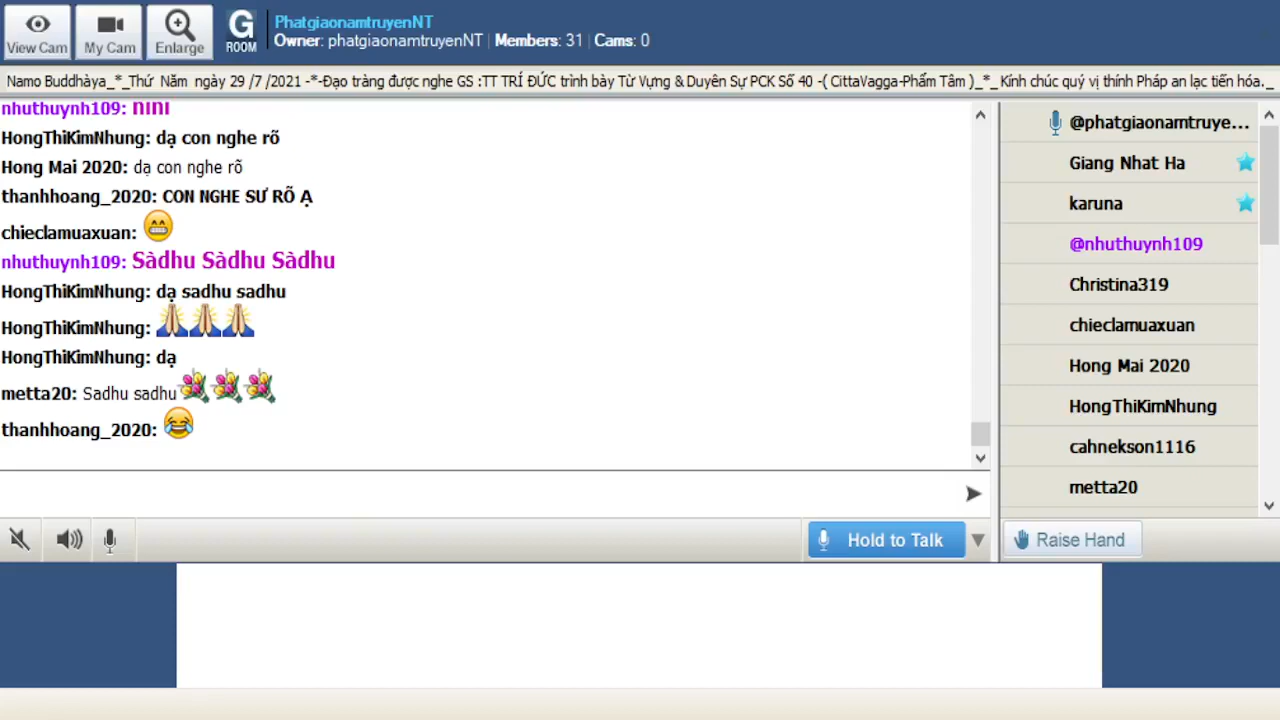 View Cam
My Cam
Enlarge
G
ROOM
PhatgiaonamtruyenNT
Owner: phatgiaonamtruyenNT | Members: 31 | Cams: 0
Namo Buddhàya_*_Thứ Năm ngày 29 /7 /2021 -*-Đạo tràng được nghe GS :TT TRÍ ĐỨC trình bày Từ Vựng & Duyên Sự PCK Số 40 -( CittaVagga-Phẩm Tâm )_*_Kính chúc quý vị thính Pháp an lạc tiến hóa._
nhuthuynh109: nini
HongThiKimNhung: dạ con nghe rõ
Hong Mai 2020: dạ con nghe rõ
thanhhoang_2020: CON NGHE SƯ RÕ Ạ
chieclamuaxuan:
nhuthuynh109: Sàdhu Sàdhu Sàdhu
HongThiKimNhung: dạ sadhu sadhu
HongThiKimNhung:
HongThiKimNhung: dạ
metta20: Sadhu sadhu
thanhhoang_2020:
@phatgiaonamtruye...
Giang Nhat Ha
karuna
@nhuthuynh109
Christina319
chieclamuaxuan
Hong Mai 2020
HongThiKimNhung
cahnekson1116
metta20
Hold to Talk
Raise Hand